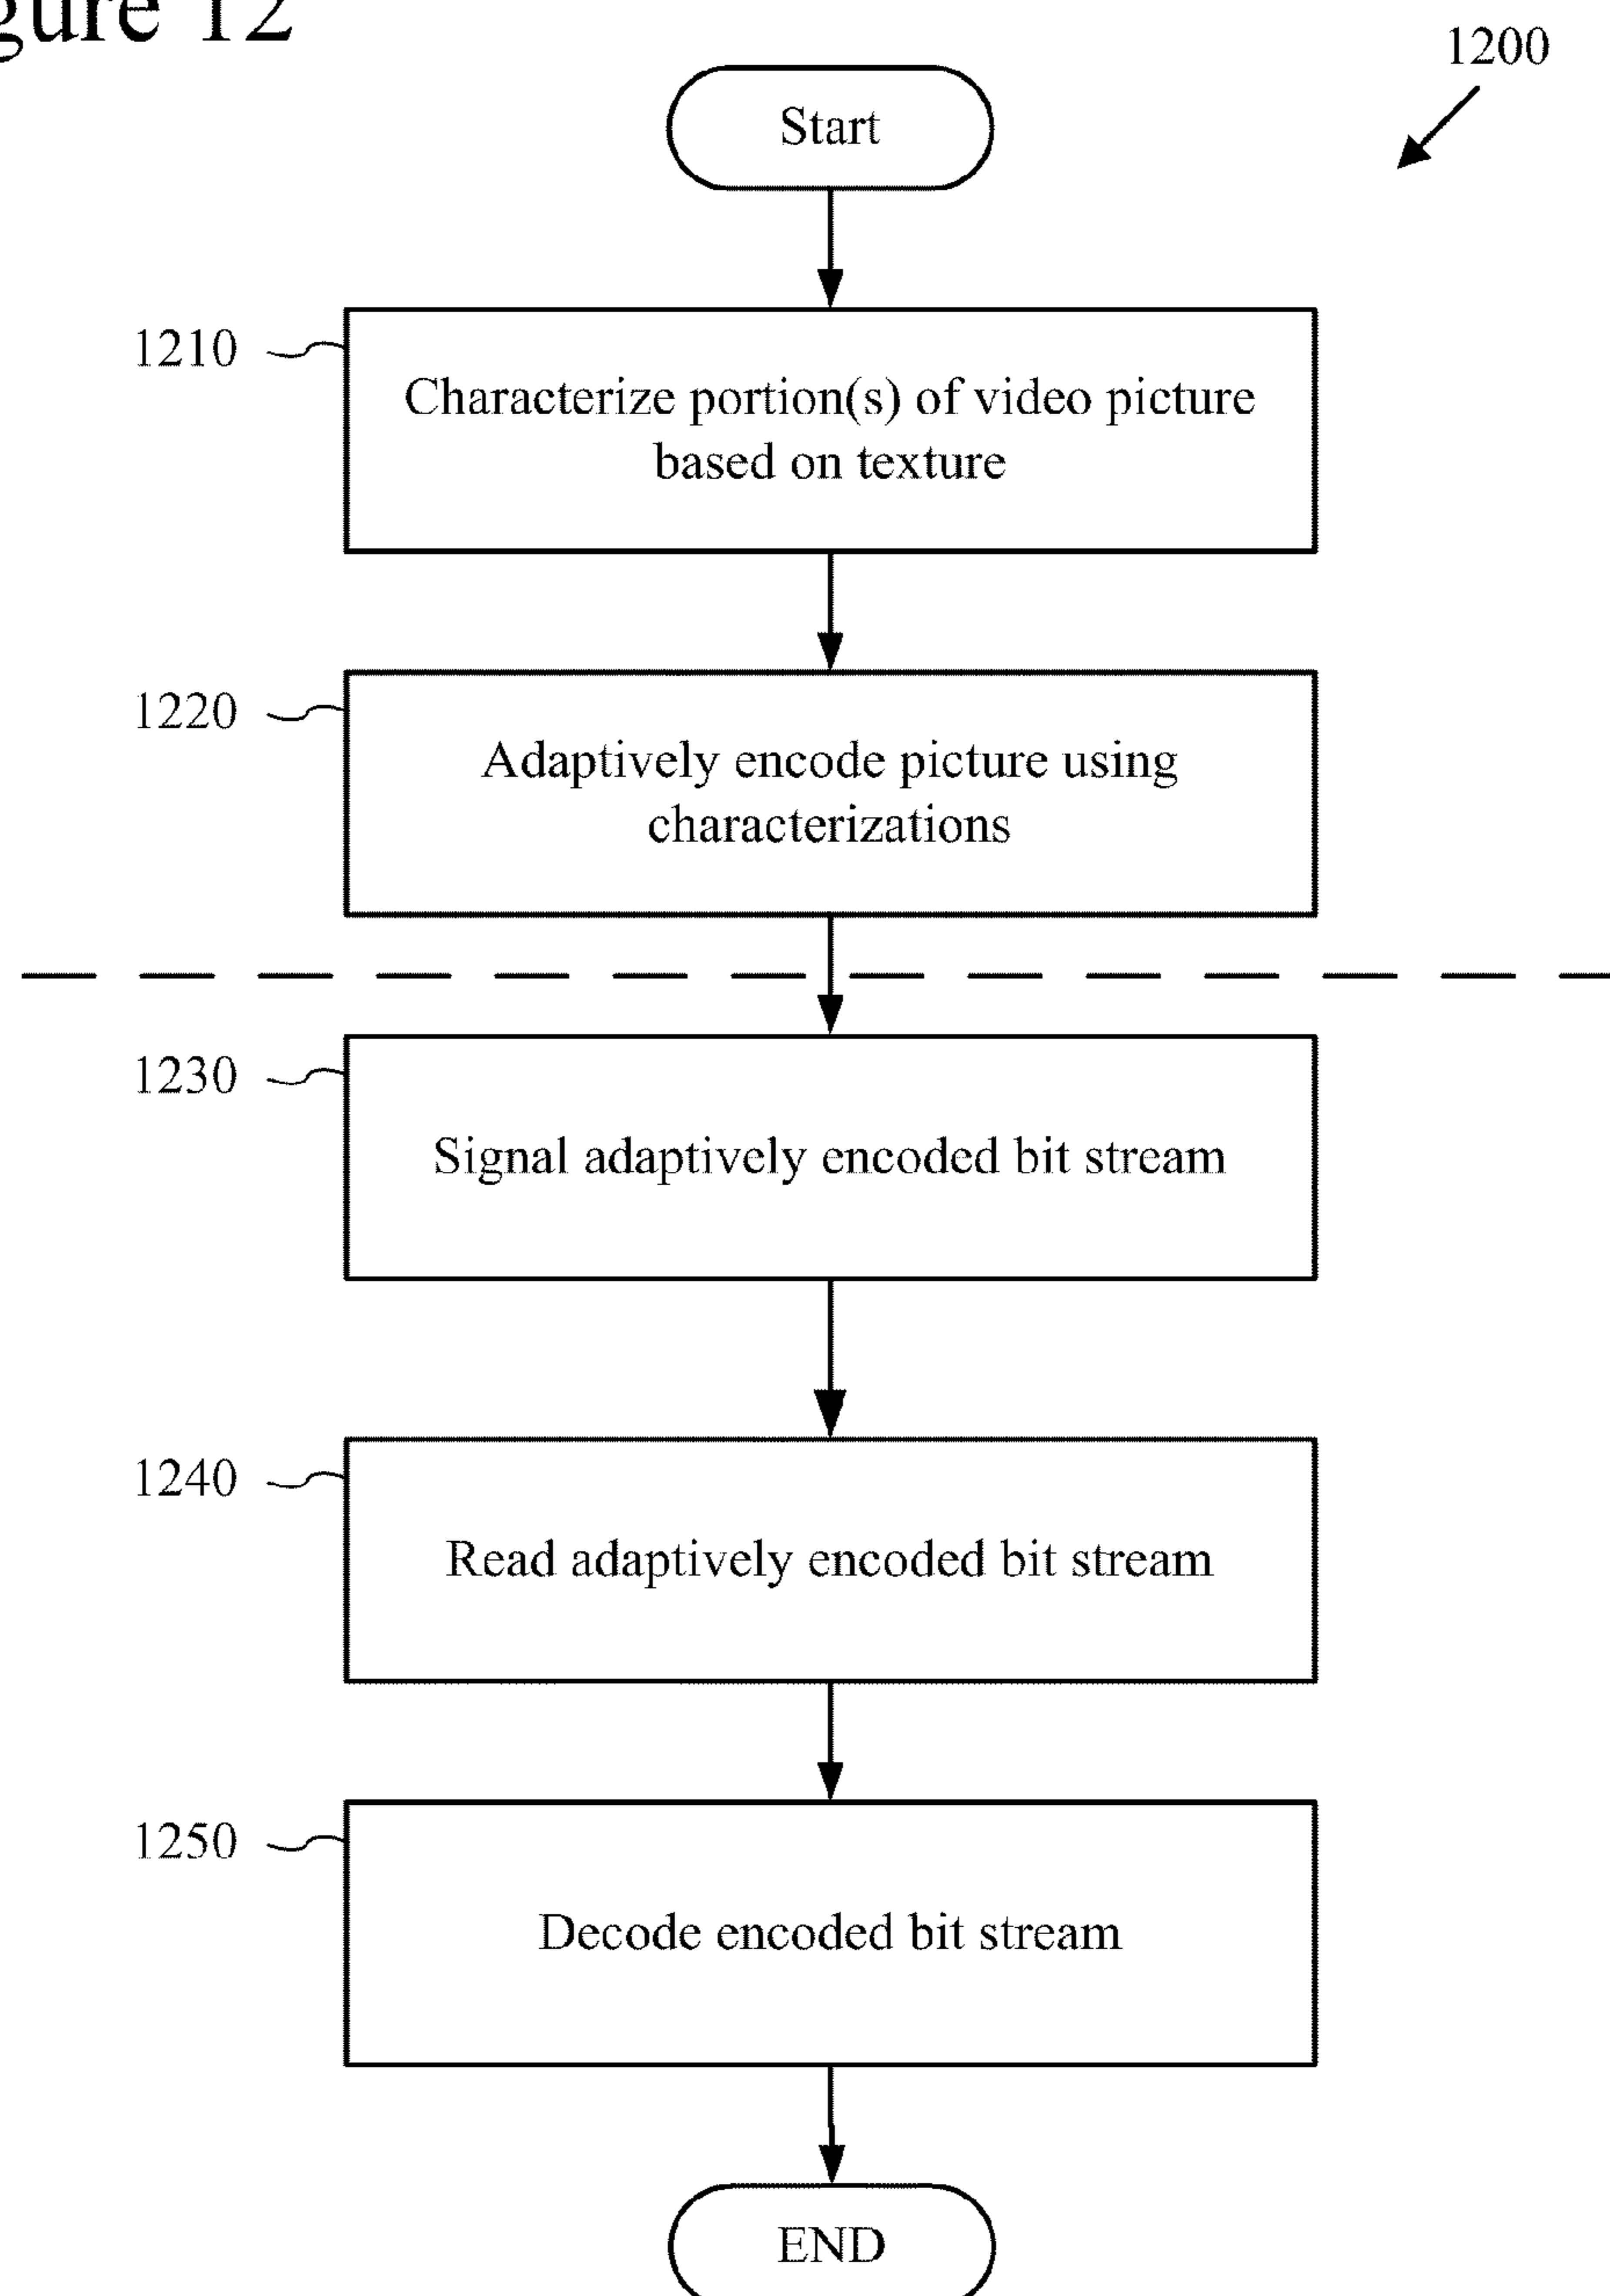 gure 12
1200
Start
1210
Characterize portion(s) of video picture
based on texture
1220
Adaptively encode picture using
characterizations
1230
Signal adaptively encoded bit stream
1240
Read adaptively encoded bit stream
1250
Decode encoded bit stream
END